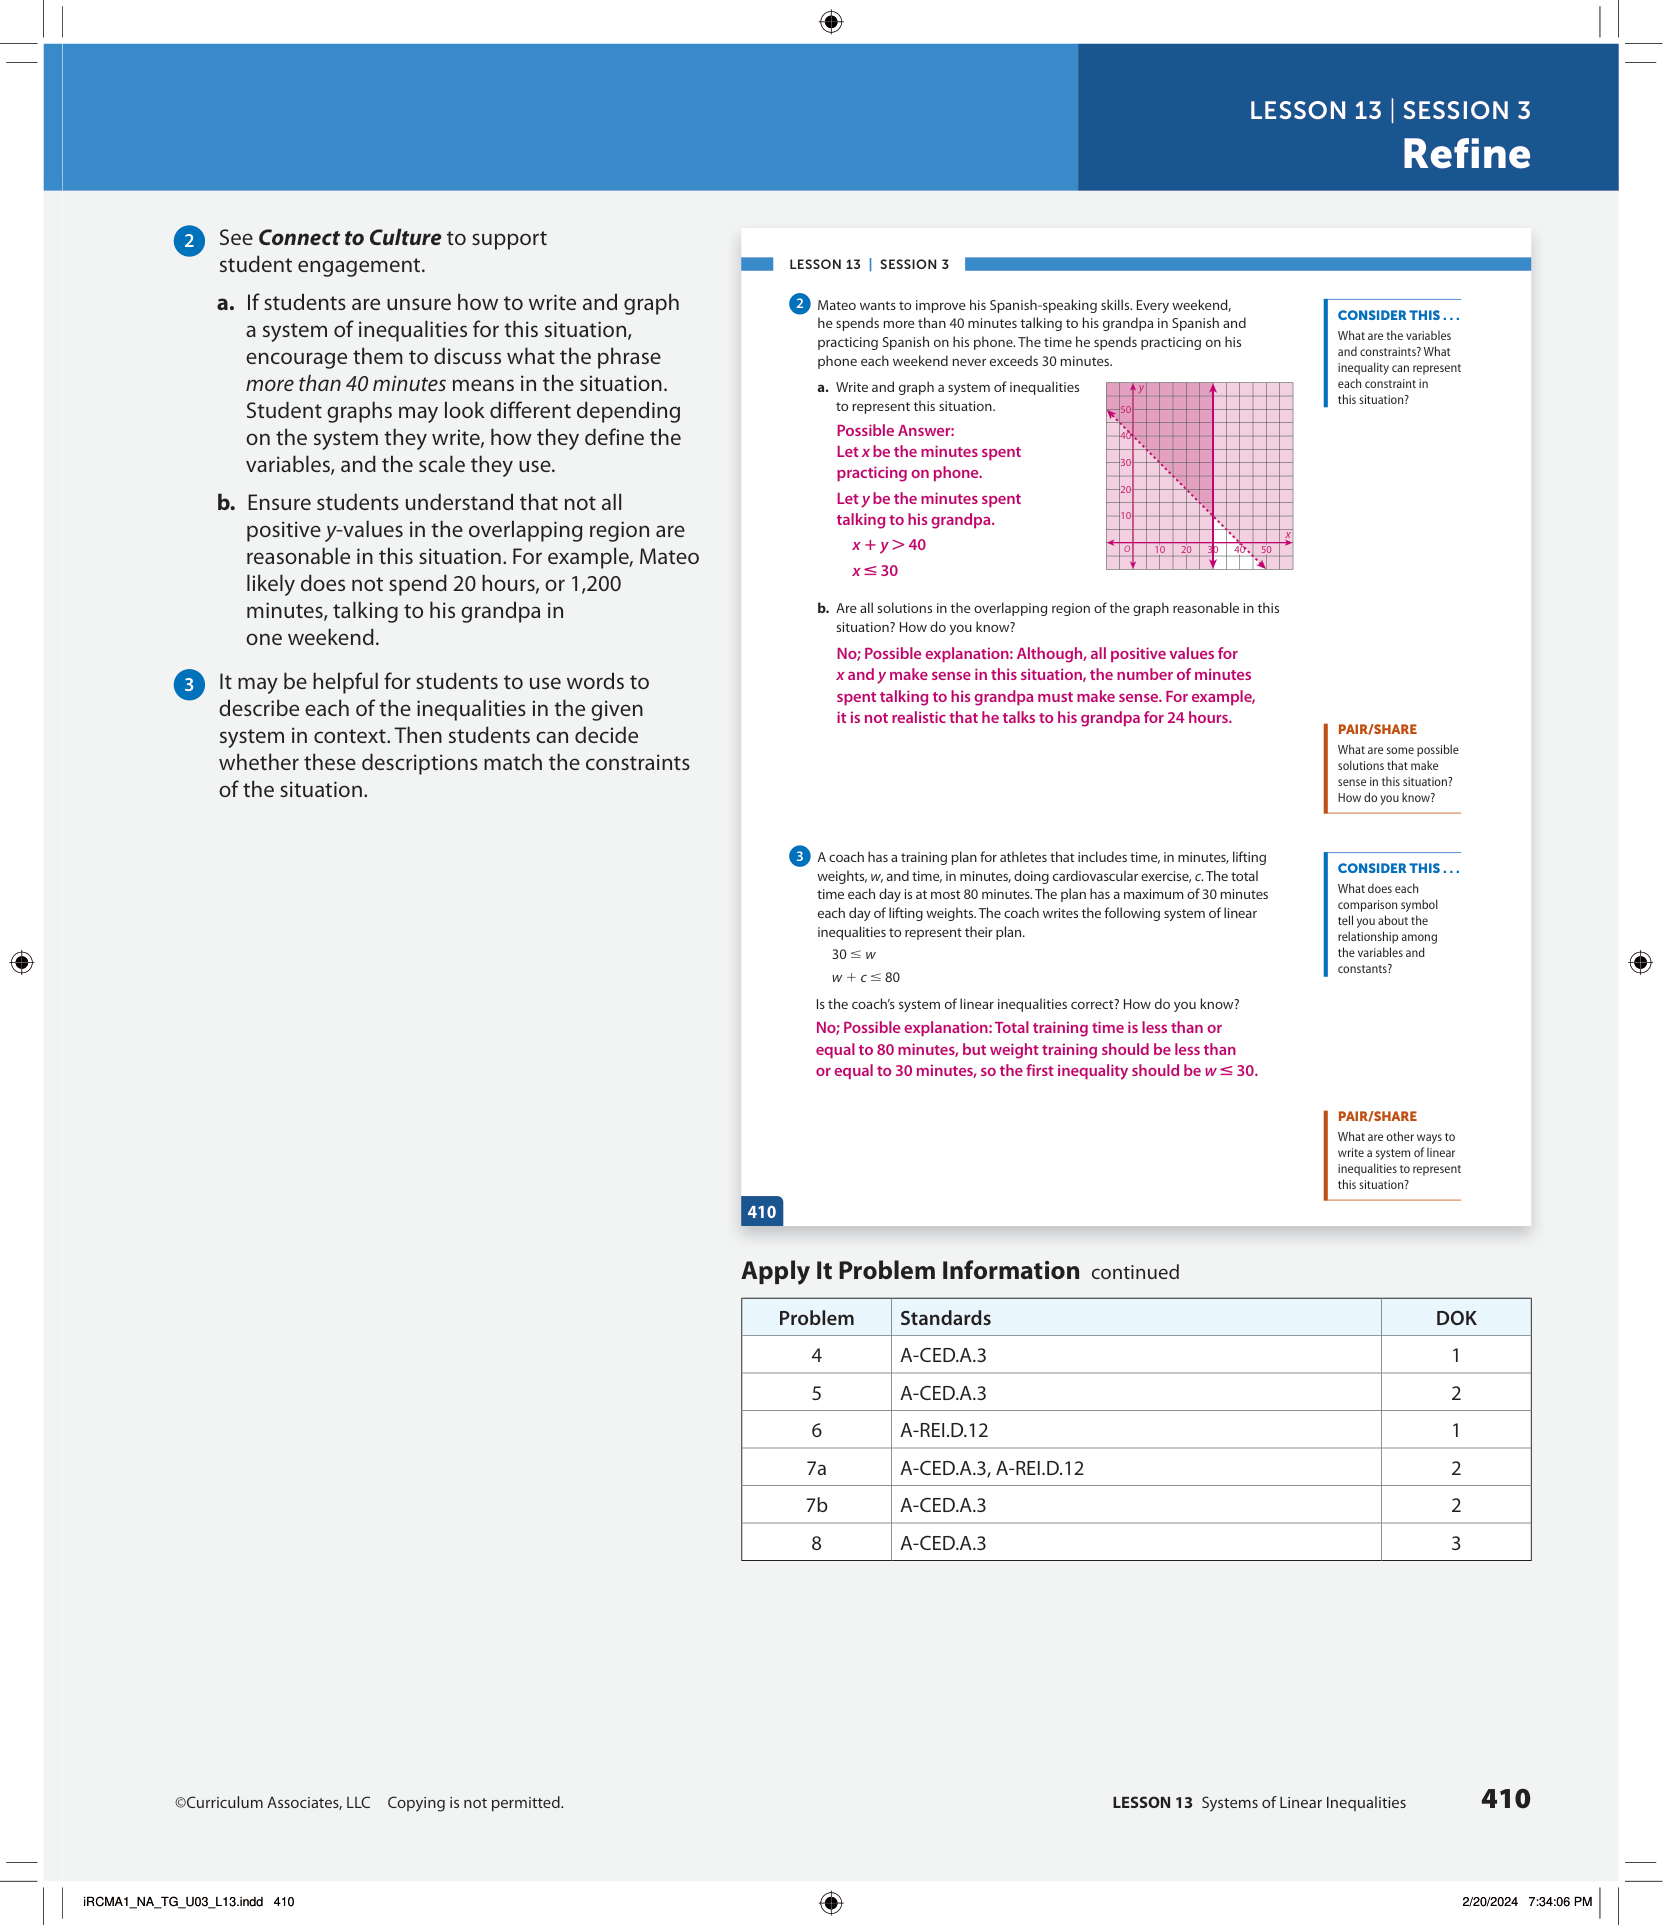 LESSON 13 | SESSION 3
Refine
2 See Connect to Culture to support
student engagement.
a. If students are unsure how to write and graph
a system of inequalities for this situation,
encourage them to discuss what the phrase
more than 40 minutes means in the situation.
Student graphs may look different depending
on the system they write, how they define the
variables, and the scale they use.
b. Ensure students understand that not all
positive y-values in the overlapping region are
reasonable in this situation. For example, Mateo
likely does not spend 20 hours, or 1,200
minutes, talking to his grandpa in
one weekend.
3 It may be helpful for students to use words to
describe each of the inequalities in the given
system in context. Then students can decide
whether these descriptions match the constraints
of the situation.
LESSON 13 | SESSION 3
2 Mateo wants to improve his Spanish-speaking skills. Every weekend,
he spends more than 40 minutes talking to his grandpa in Spanish and
practicing Spanish on his phone. The time he spends practicing on his
phone each weekend never exceeds 30 minutes.
a. Write and graph a system of inequalities
to represent this situation.
Possible Answer:
Let x be the minutes spent
practicing on phone.
Let y be the minutes spent
talking to his grandpa.
x + y > 40
x ≤ 30
y
50
40
30
20
10
x
O 10 20 30 40 50
b. Are all solutions in the overlapping region of the graph reasonable in this
situation? How do you know?
No; Possible explanation: Although, all positive values for
x and y make sense in this situation, the number of minutes
spent talking to his grandpa must make sense. For example,
it is not realistic that he talks to his grandpa for 24 hours.
CONSIDER THIS . . .
What are the variables
and constraints? What
inequality can represent
each constraint in
this situation?
PAIR/SHARE
What are some possible
solutions that make
sense in this situation?
How do you know?
3 A coach has a training plan for athletes that includes time, in minutes, lifting
weights, w, and time, in minutes, doing cardiovascular exercise, c. The total
time each day is at most 80 minutes. The plan has a maximum of 30 minutes
each day of lifting weights. The coach writes the following system of linear
inequalities to represent their plan.
30 ≤ w
w + c ≤ 80
Is the coach's system of linear inequalities correct? How do you know?
No; Possible explanation: Total training time is less than or
equal to 80 minutes, but weight training should be less than
or equal to 30 minutes, so the first inequality should be w ≤ 30.
CONSIDER THIS . . .
What does each
comparison symbol
tell you about the
relationship among
the variables and
constants?
PAIR/SHARE
What are other ways to
write a system of linear
inequalities to represent
this situation?
410
Apply It Problem Information continued
Problem Standards DOK
4 A-CED.A.3 1
5 A-CED.A.3 2
6 A-REI.D.12 1
7a A-CED.A.3, A-REI.D.12 2
7b A-CED.A.3 2
8 A-CED.A.3 3
©Curriculum Associates, LLC Copying is not permitted.
LESSON 13 Systems of Linear Inequalities 410
iRCMA1_NA_TG_U03_L13.indd 410
2/20/2024 7:34:06 PM